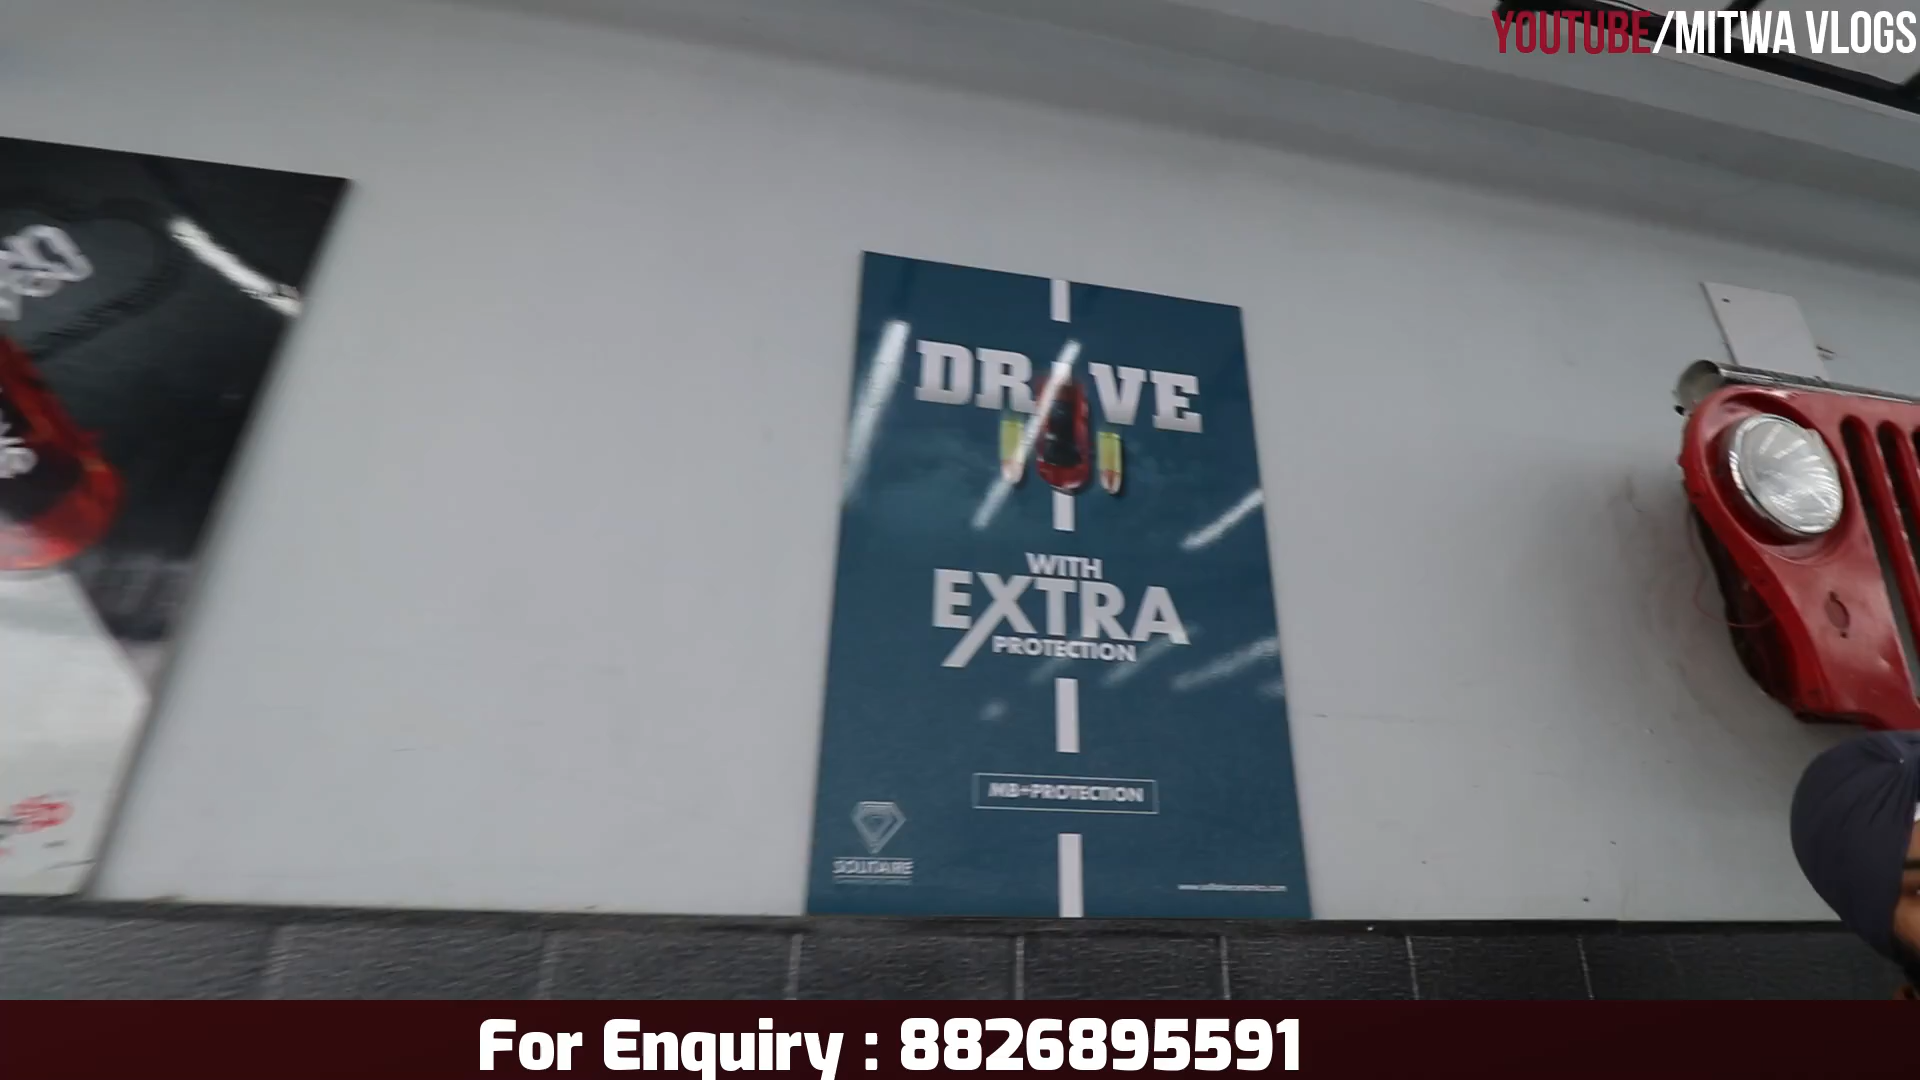 YOUTUBE/MITWA VLOGS
DRIVE
WITH
EXTRA
PROTECTION
MB+PROTECTION
SOLITAIRE
For Enquiry : 8826895591